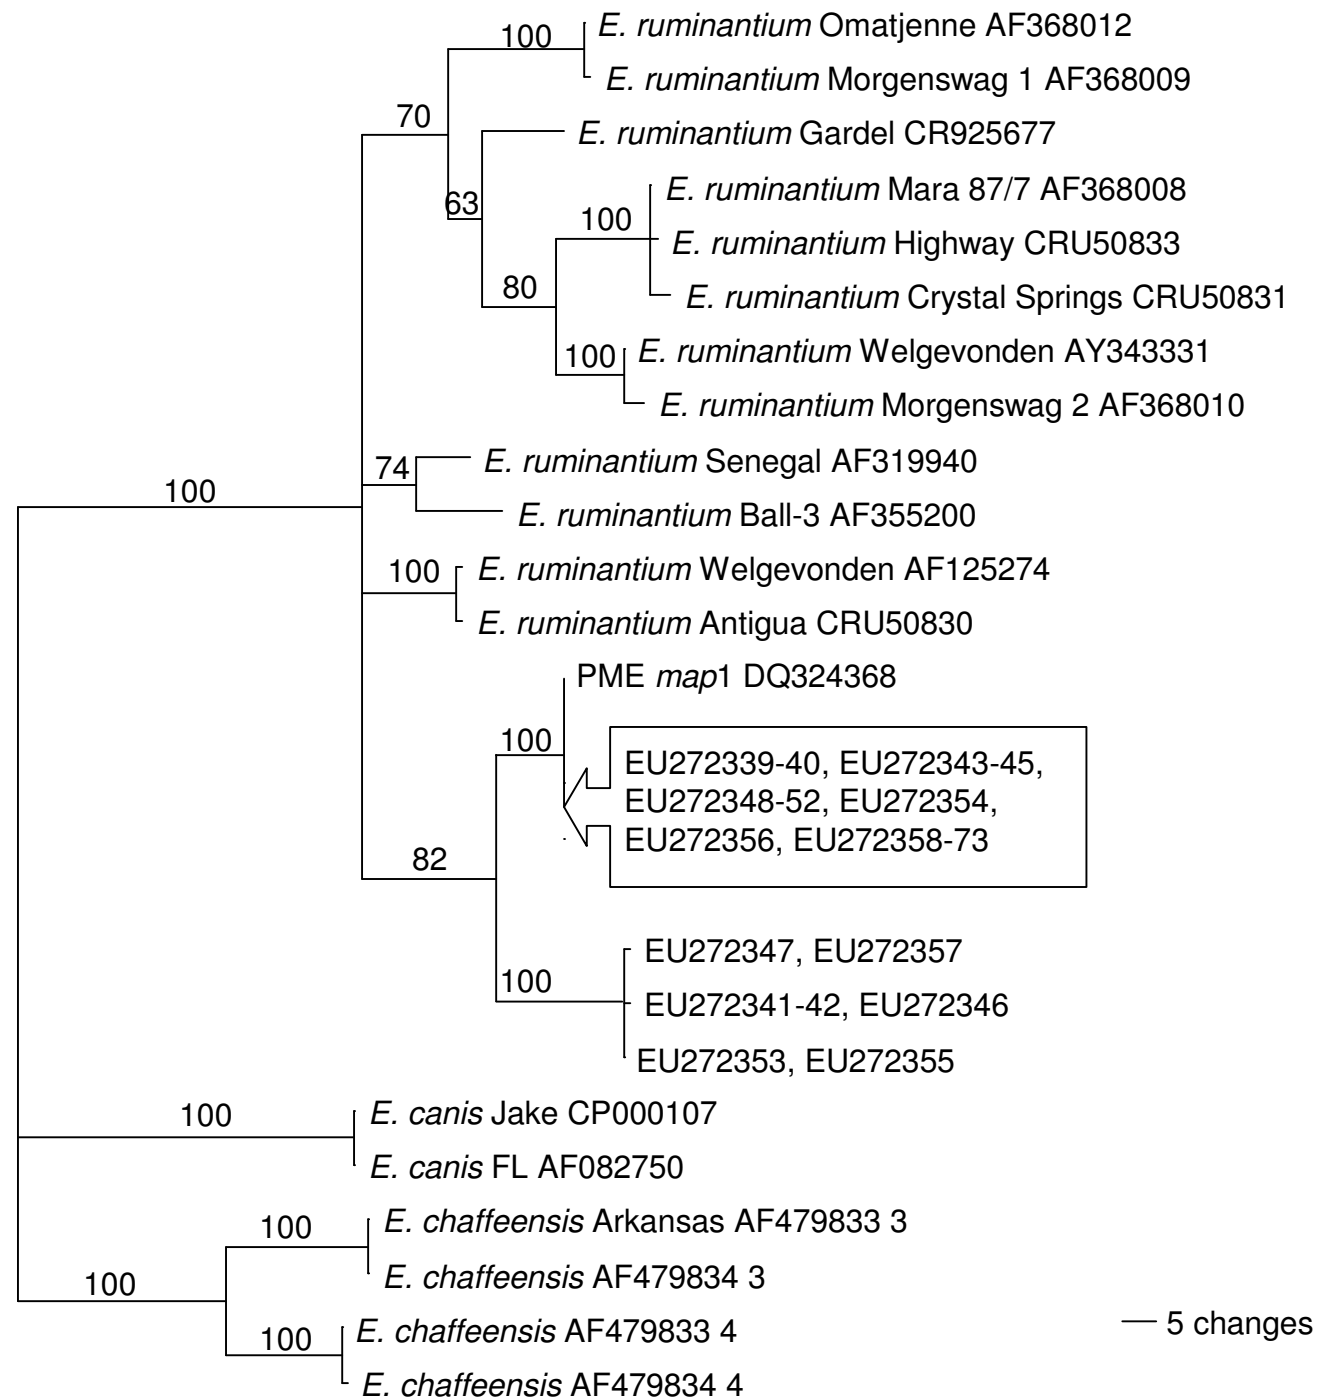 E. ruminantium Omatjenne AF368012
100
E. ruminantium Morgenswag 1 AF368009
70
E. ruminantium Gardel CR925677
63
E. ruminantium Mara 87/7 AF368008
100
E. ruminantium Highway CRU50833
80
E. ruminantium Crystal Springs CRU50831
E. ruminantium Welgevonden AY343331
100
E. ruminantium Morgenswag 2 AF368010
E. ruminantium Senegal AF319940
74
100
E. ruminantium Ball-3 AF355200
E. ruminantium Welgevonden AF125274
100
E. ruminantium Antigua CRU50830
PME map1 DQ324368
100
EU272339-40, EU272343-45,
EU272348-52, EU272354,
EU272356, EU272358-73
82
EU272347, EU272357
100
EU272341-42, EU272346
EU272353, EU272355
E. canis Jake CP000107
100
E. canis FL AF082750
E. chaffeensis Arkansas AF479833 3
100
E. chaffeensis AF479834 3
100
E. chaffeensis AF479833 4
100
E. chaffeensis AF479834 4
5 changes